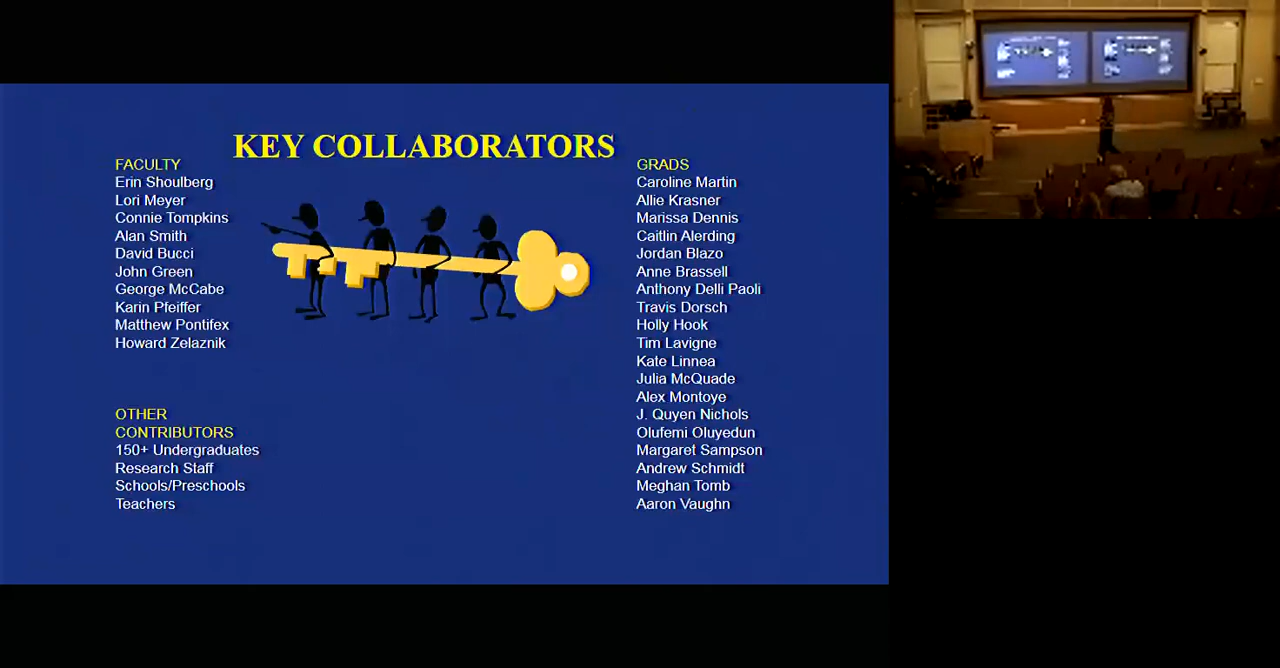 KEY COLLABORATORS
FACULTY
Erin Shoulberg
Lori Meyer
Connie Tompkins
Alan Smith
David Bucci
John Green
George McCabe
Karin Pfeiffer
Matthew Pontifex
Howard Zelaznik
OTHER
CONTRIBUTORS
150+ Undergraduates
Research Staff
Schools/Preschools
Teachers
GRADS
Caroline Martin
Allie Krasner
Marissa Dennis
Caitlin Alerding
Jordan Blazo
Anne Brassell
Anthony Delli Paoli
Travis Dorsch
Holly Hook
Tim Lavigne
Kate Linnea
Julia McQuade
Alex Montoye
J. Quyen Nichols
Olufemi Oluyedun
Margaret Sampson
Andrew Schmidt
Meghan Tomb
Aaron Vaughn